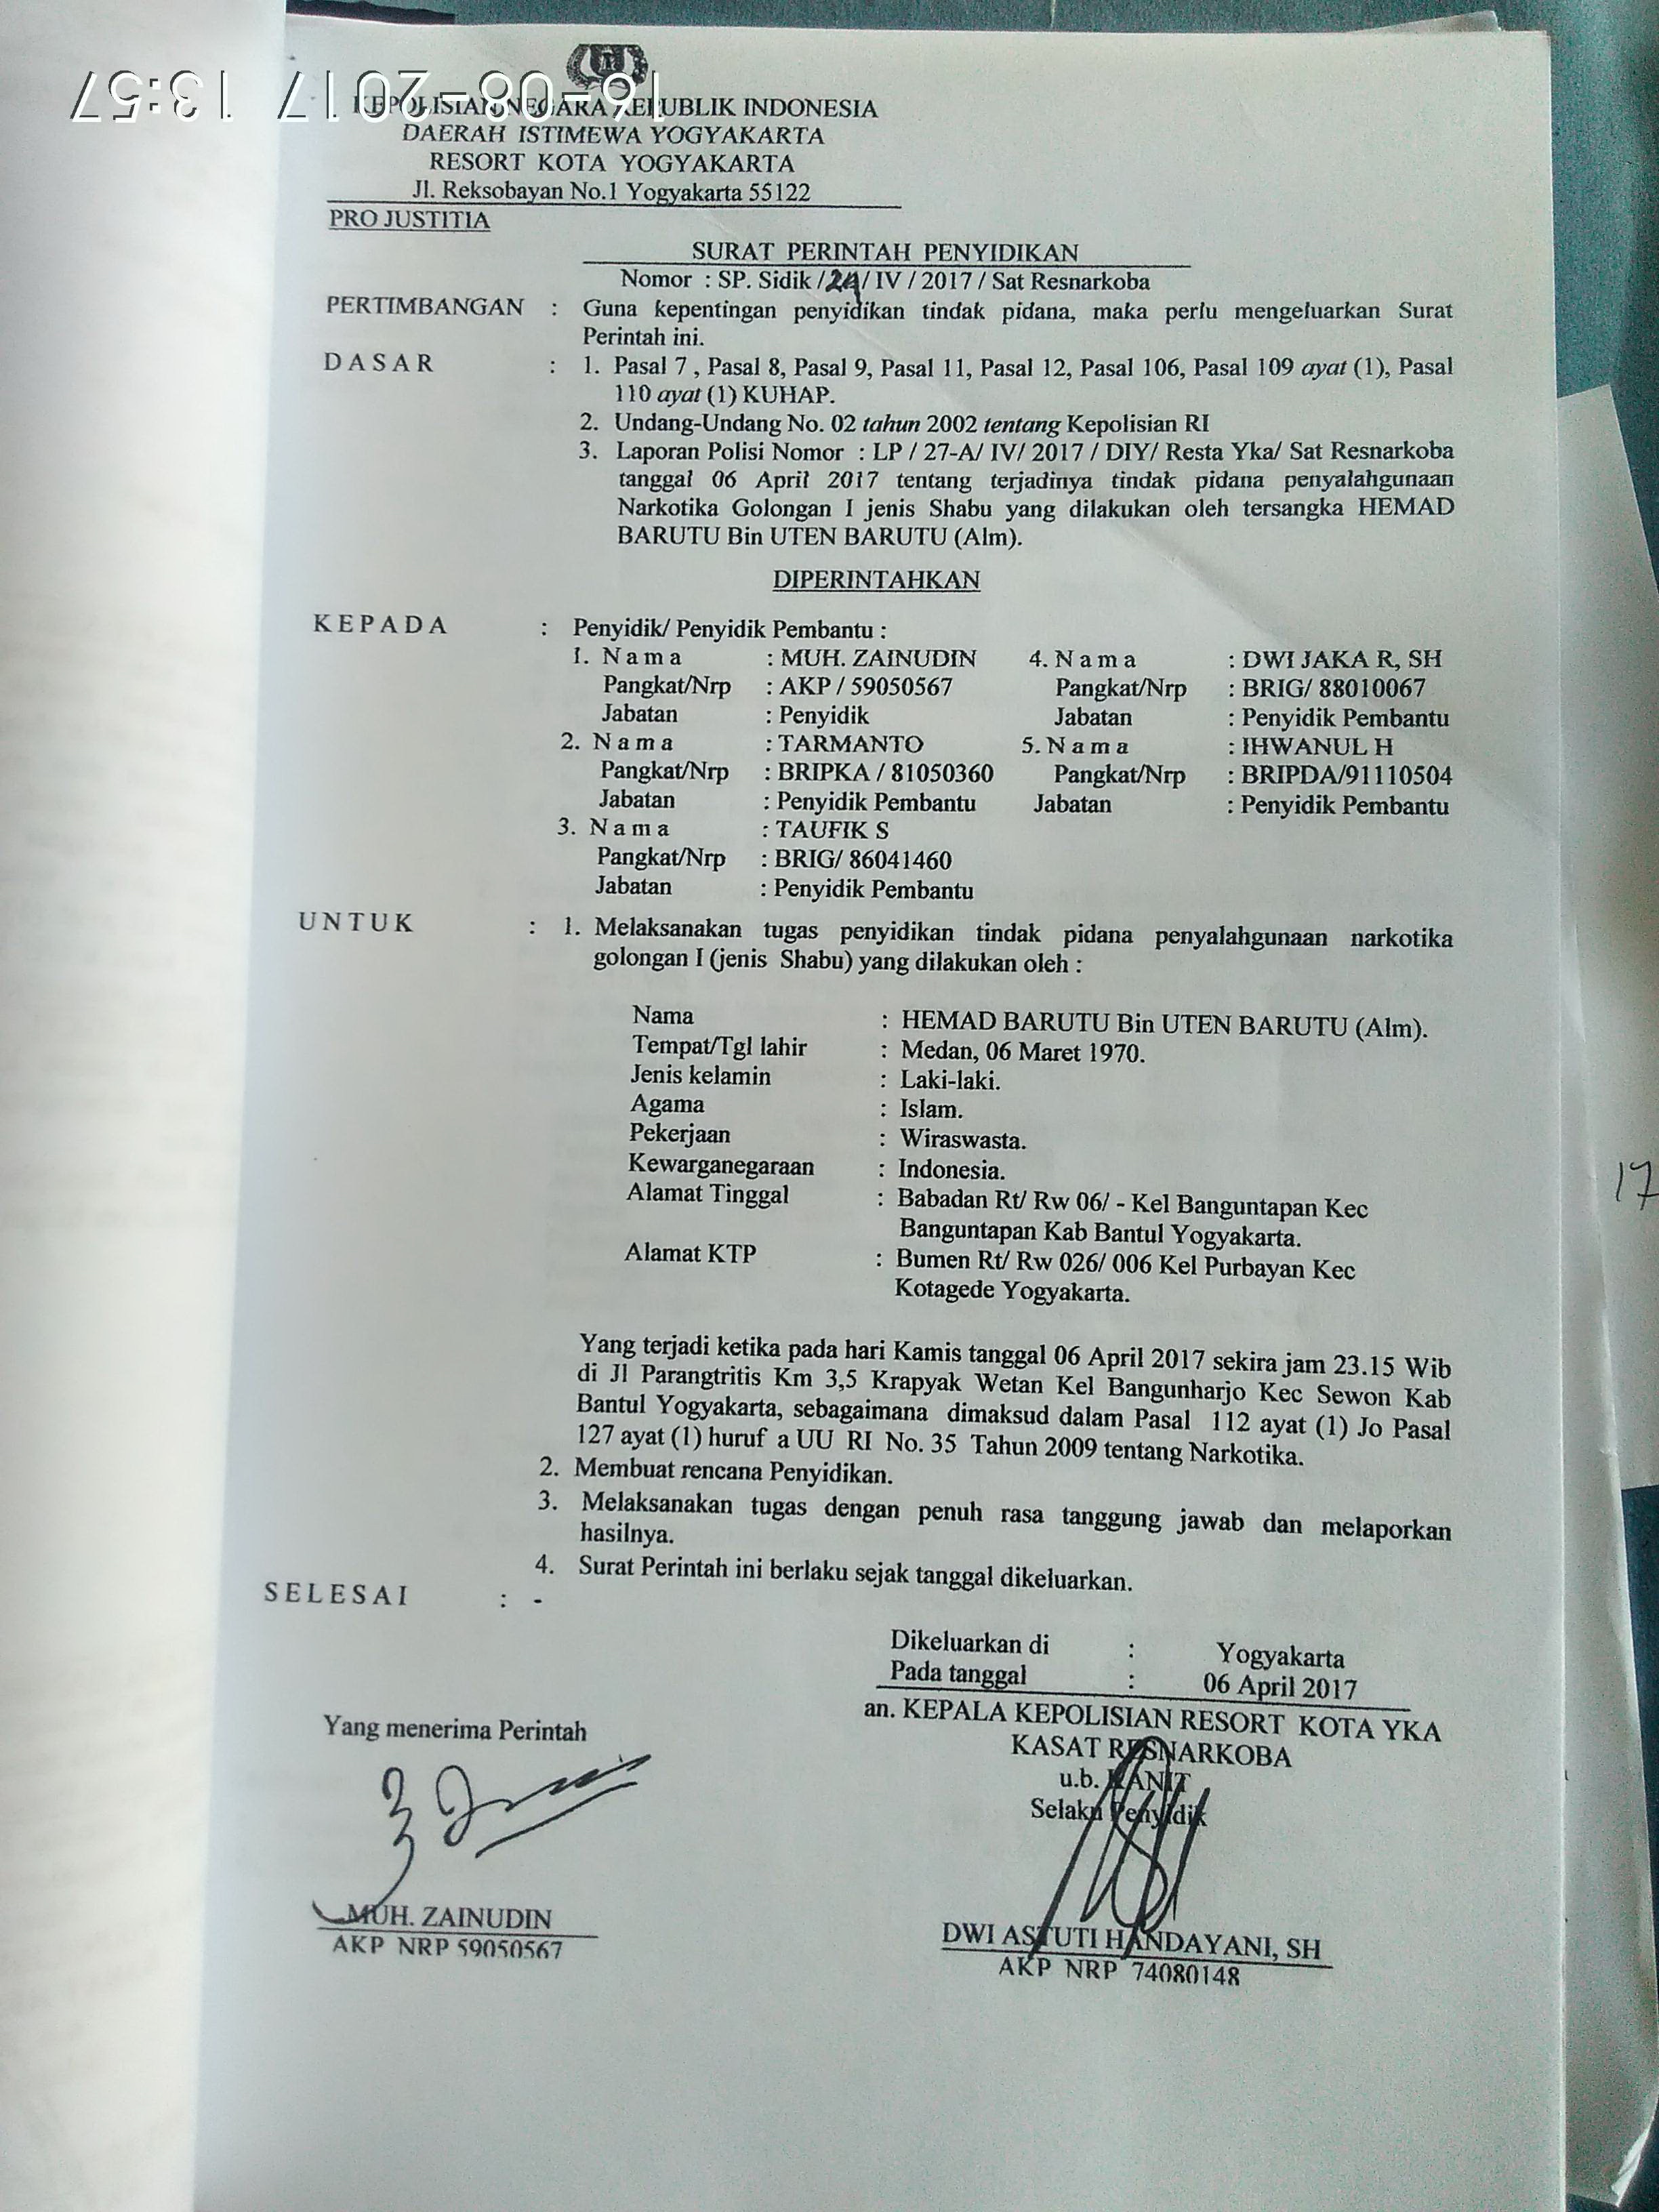 16-08-2017 13:57
KEPOLISIAN NEGARA REPUBLIK INDONESIA
DAERAH ISTIMEWA YOGYAKARTA
RESORT KOTA YOGYAKARTA
Jl. Reksobayan No.1 Yogyakarta 55122
PRO JUSTITIA
SURAT PERINTAH PENYIDIKAN
Nomor : SP. Sidik / / IV / 2017 / Sat Resnarkoba
PERTIMBANGAN : Guna kepentingan penyidikan tindak pidana, maka perlu mengeluarkan Surat
Perintah ini.
DASAR : 1. Pasal 7 , Pasal 8, Pasal 9, Pasal 11, Pasal 12, Pasal 106, Pasal 109 ayat (1), Pasal
110 ayat (1) KUHAP.
2. Undang-Undang No. 02 tahun 2002 tentang Kepolisian RI
3. Laporan Polisi Nomor : LP / 27-A/ IV/ 2017 / DIY/ Resta Yka/ Sat Resnarkoba
tanggal 06 April 2017 tentang terjadinya tindak pidana penyalahgunaan
Narkotika Golongan I jenis Shabu yang dilakukan oleh tersangka HEMAD
BARUTU Bin UTEN BARUTU (Alm).
DIPERINTAHKAN
KEPADA : Penyidik/ Penyidik Pembantu :
1. Nama : MUH. ZAINUDIN 4. Nama : DWI JAKA R, SH
Pangkat/Nrp : AKP / 59050567 Pangkat/Nrp : BRIG/ 88010067
Jabatan : Penyidik Jabatan : Penyidik Pembantu
2. Nama : TARMANTO 5. Nama : IHWANUL H
Pangkat/Nrp : BRIPKA / 81050360 Pangkat/Nrp : BRIPDA/91110504
Jabatan : Penyidik Pembantu Jabatan : Penyidik Pembantu
3. Nama : TAUFIK S
Pangkat/Nrp : BRIG/ 86041460
Jabatan : Penyidik Pembantu
UNTUK : 1. Melaksanakan tugas penyidikan tindak pidana penyalahgunaan narkotika
golongan I (jenis Shabu) yang dilakukan oleh :
Nama : HEMAD BARUTU Bin UTEN BARUTU (Alm).
Tempat/Tgl lahir : Medan, 06 Maret 1970.
Jenis kelamin : Laki-laki.
Agama : Islam.
Pekerjaan : Wiraswasta.
Kewarganegaraan : Indonesia.
Alamat Tinggal : Babadan Rt/ Rw 06/ - Kel Banguntapan Kec
Banguntapan Kab Bantul Yogyakarta.
Alamat KTP : Bumen Rt/ Rw 026/ 006 Kel Purbayan Kec
Kotagede Yogyakarta.
Yang terjadi ketika pada hari Kamis tanggal 06 April 2017 sekira jam 23.15 Wib
di Jl Parangtritis Km 3,5 Krapyak Wetan Kel Bangunharjo Kec Sewon Kab
Bantul Yogyakarta, sebagaimana dimaksud dalam Pasal 112 ayat (1) Jo Pasal
127 ayat (1) huruf a UU RI No. 35 Tahun 2009 tentang Narkotika.
2. Membuat rencana Penyidikan.
3. Melaksanakan tugas dengan penuh rasa tanggung jawab dan melaporkan
hasilnya.
4. Surat Perintah ini berlaku sejak tanggal dikeluarkan.
SELESAI : -
Dikeluarkan di : Yogyakarta
Pada tanggal : 06 April 2017
an. KEPALA KEPOLISIAN RESORT KOTA YKA
KASAT RESNARKOBA
u.b. KANIT
Selaku Penyidik
Yang menerima Perintah
MUH. ZAINUDIN
AKP NRP 59050567
DWI ASTUTI HANDAYANI, SH
AKP NRP 74080148
17